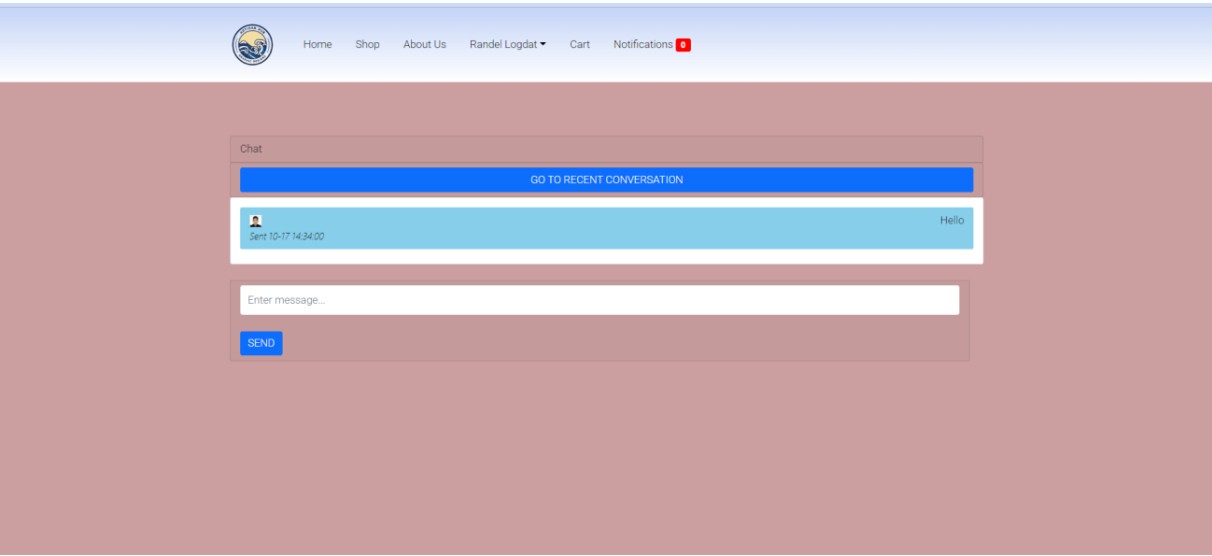 Home Shop About Us Randel Logdat Cart Notifications 0
Chat
GO TO RECENT CONVERSATION
Hello
Sent 10-17 14:34:00
Enter message...
SEND